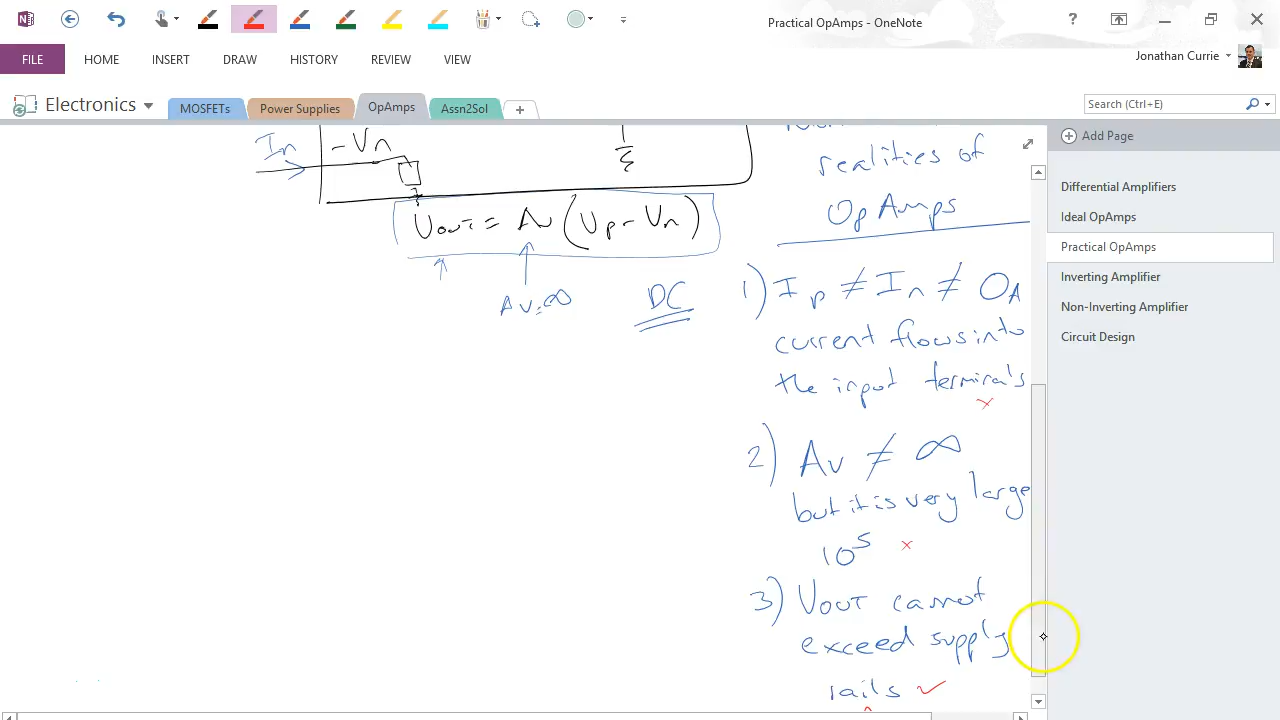 Practical OpAmps - OneNote
?
Jonathan Currie
FILE HOME INSERT DRAW HISTORY REVIEW VIEW
Electronics MOSFETs Power Supplies OpAmps Assn2Sol +
Search (Ctrl+E)
Add Page
Differential Amplifiers
Ideal OpAmps
Practical OpAmps
Inverting Amplifier
Non-Inverting Amplifier
Circuit Design
In
-Vn
VOUT = Av (Vp - Vn)
Av = ∞
DC
realities of
OpAmps
1) Ip ≠ In ≠ 0A
current flows into
the input terminals
x
2) Av ≠ ∞
but it is very large
10⁵ x
3) VOUT cannot
exceed supply
rails ✓